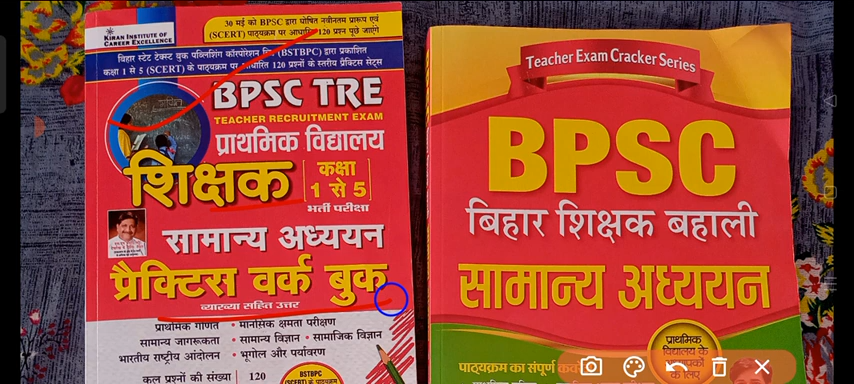 KIRAN INSTITUTE OF
CAREER EXCELLENCE
30 मई को BPSC द्वारा घोषित नवीनतम प्रारूप एवं
(SCERT) पाठ्यक्रम पर आधारित 120 प्रश्न पूछे जाएंगे
बिहार स्टेट टेक्स्ट बुक पब्लिशिंग कॉरपोरेशन लि० (BSTBPC) द्वारा प्रकाशित
कक्षा 1 से 5 (SCERT) के पाठ्यक्रम पर आधारित 120 प्रश्नों के स्तरीय प्रैक्टिस सेट्स
BPSC TRE
TEACHER RECRUITMENT EXAM
प्राथमिक विद्यालय
शिक्षक
कक्षा
1 से 5
भर्ती परीक्षा
सामान्य अध्ययन
प्रैक्टिस वर्क बुक
व्याख्या सहित उत्तर
प्राथमिक गणित • मानसिक क्षमता परीक्षण
सामान्य जागरूकता • सामान्य विज्ञान • सामाजिक विज्ञान
भारतीय राष्ट्रीय आंदोलन • भूगोल और पर्यावरण
कुल प्रश्नों की संख्या 120
BSTBPC
(SCERT) के पाठ्यक्रम
Teacher Exam Cracker Series
BPSC
बिहार शिक्षक बहाली
सामान्य अध्ययन
पाठ्यक्रम का संपूर्ण
प्राथमिक
विद्यालय के
के लिए